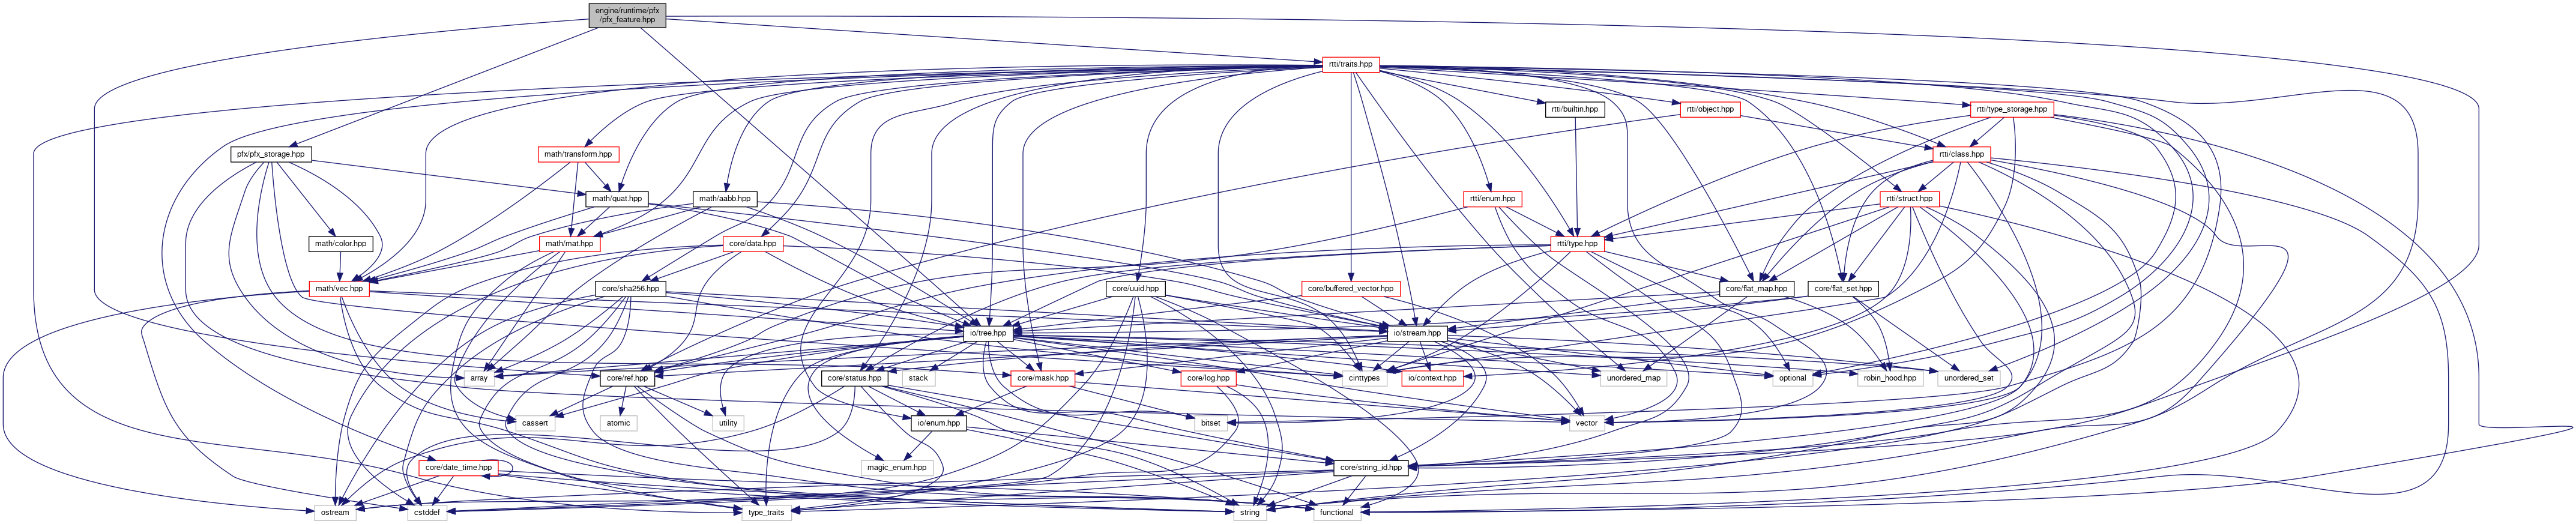 engine/runtime/pfx
/pfx_feature.hpp
rtti/traits.hpp
rtti/builtin.hpp
rtti/object.hpp
rtti/type_storage.hpp
pfx/pfx_storage.hpp
math/transform.hpp
rtti/class.hpp
math/quat.hpp
math/aabb.hpp
rtti/enum.hpp
rtti/struct.hpp
math/color.hpp
math/mat.hpp
core/data.hpp
rtti/type.hpp
math/vec.hpp
core/sha256.hpp
core/uuid.hpp
core/buffered_vector.hpp
core/flat_map.hpp
core/flat_set.hpp
io/tree.hpp
io/stream.hpp
array
core/ref.hpp
core/status.hpp
stack
core/mask.hpp
core/log.hpp
cinttypes
io/context.hpp
unordered_map
optional
robin_hood.hpp
unordered_set
cassert
atomic
utility
io/enum.hpp
bitset
vector
core/date_time.hpp
magic_enum.hpp
core/string_id.hpp
ostream
cstddef
type_traits
string
functional